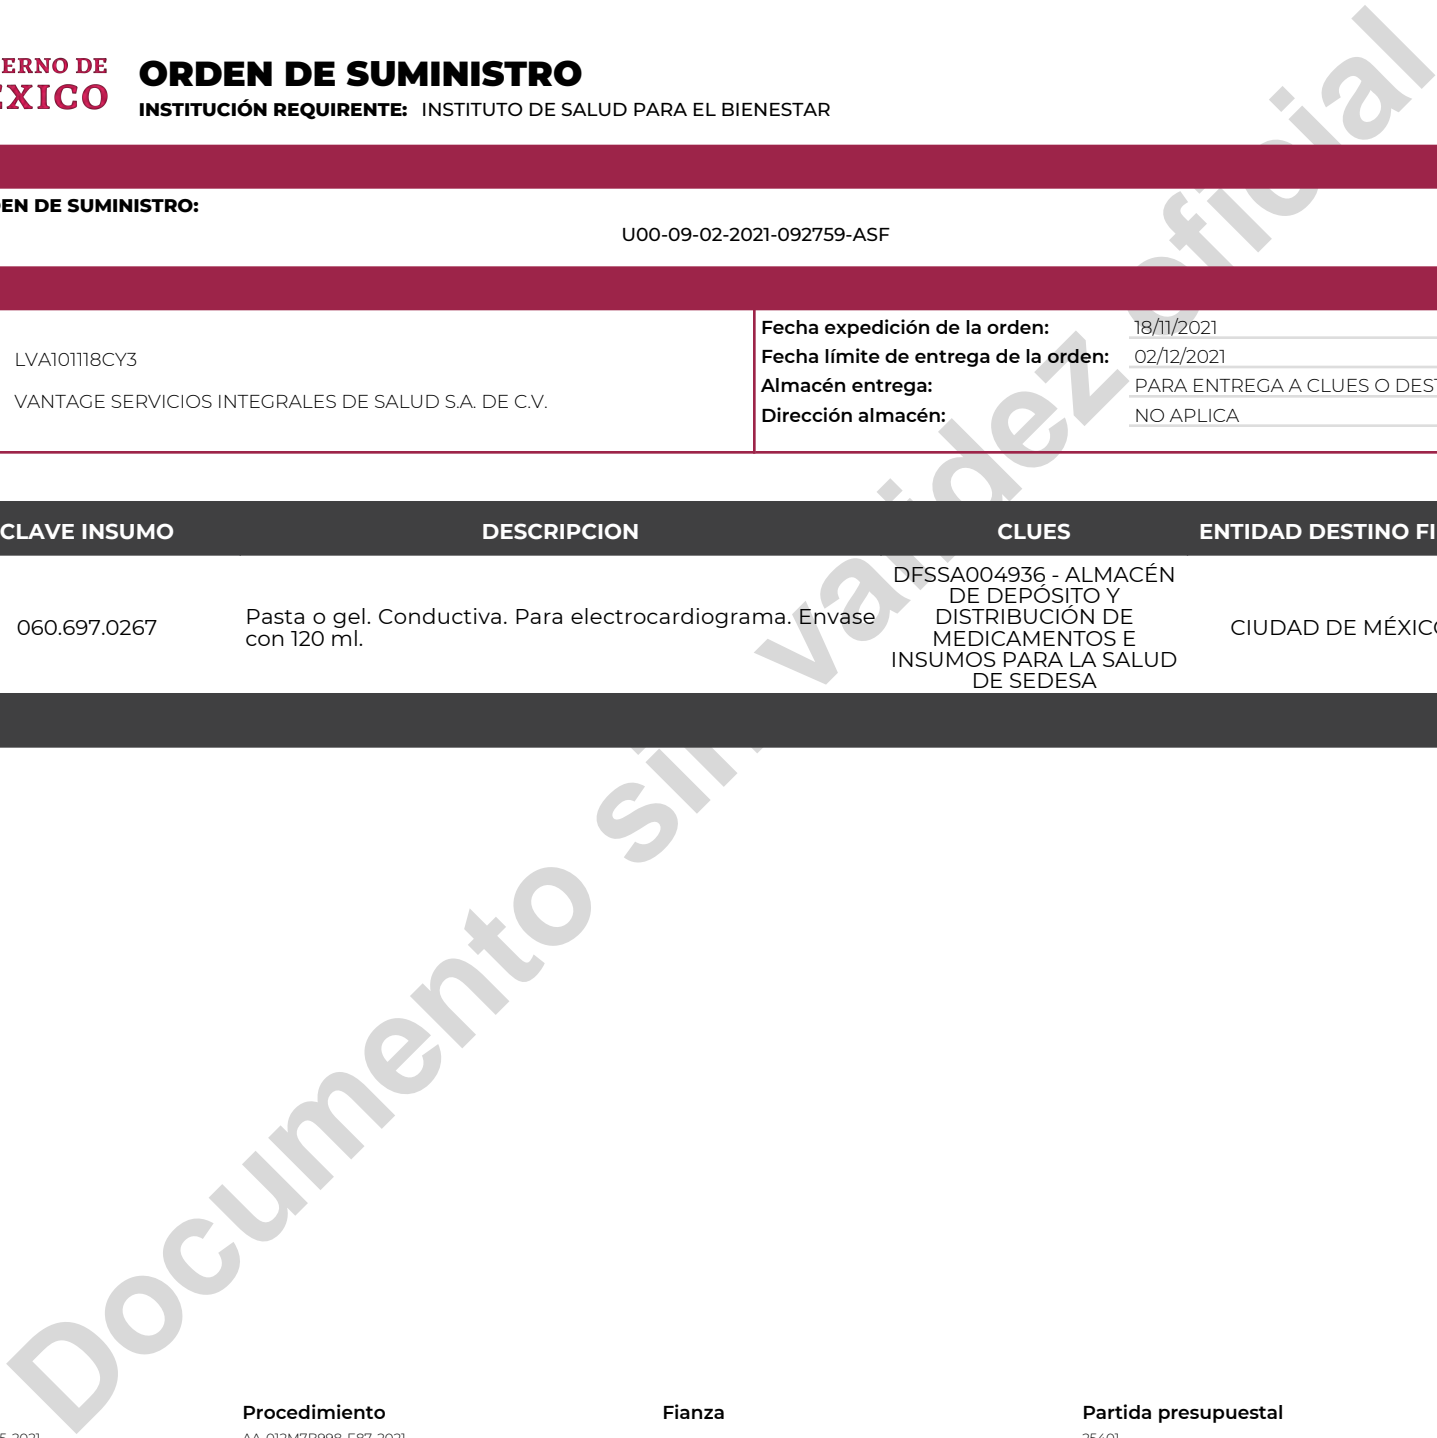 ERNO DE
ÉXICO
ORDEN DE SUMINISTRO
INSTITUCIÓN REQUIRENTE: INSTITUTO DE SALUD PARA EL BIENESTAR
EN DE SUMINISTRO:
U00-09-02-2021-092759-ASF
LVA101118CY3
VANTAGE SERVICIOS INTEGRALES DE SALUD S.A. DE C.V.
Fecha expedición de la orden: 18/11/2021
Fecha límite de entrega de la orden: 02/12/2021
Almacén entrega: PARA ENTREGA A CLUES O DEST
Dirección almacén: NO APLICA
CLAVE INSUMO DESCRIPCION CLUES ENTIDAD DESTINO FI
060.697.0267
Pasta o gel. Conductiva. Para electrocardiograma. Envase
con 120 ml.
DFSSA004936 - ALMACÉN
DE DEPÓSITO Y
DISTRIBUCIÓN DE
MEDICAMENTOS E
INSUMOS PARA LA SALUD
DE SEDESA
CIUDAD DE MÉXICO
Documento sin validez oficial
Procedimiento Fianza Partida presupuestal